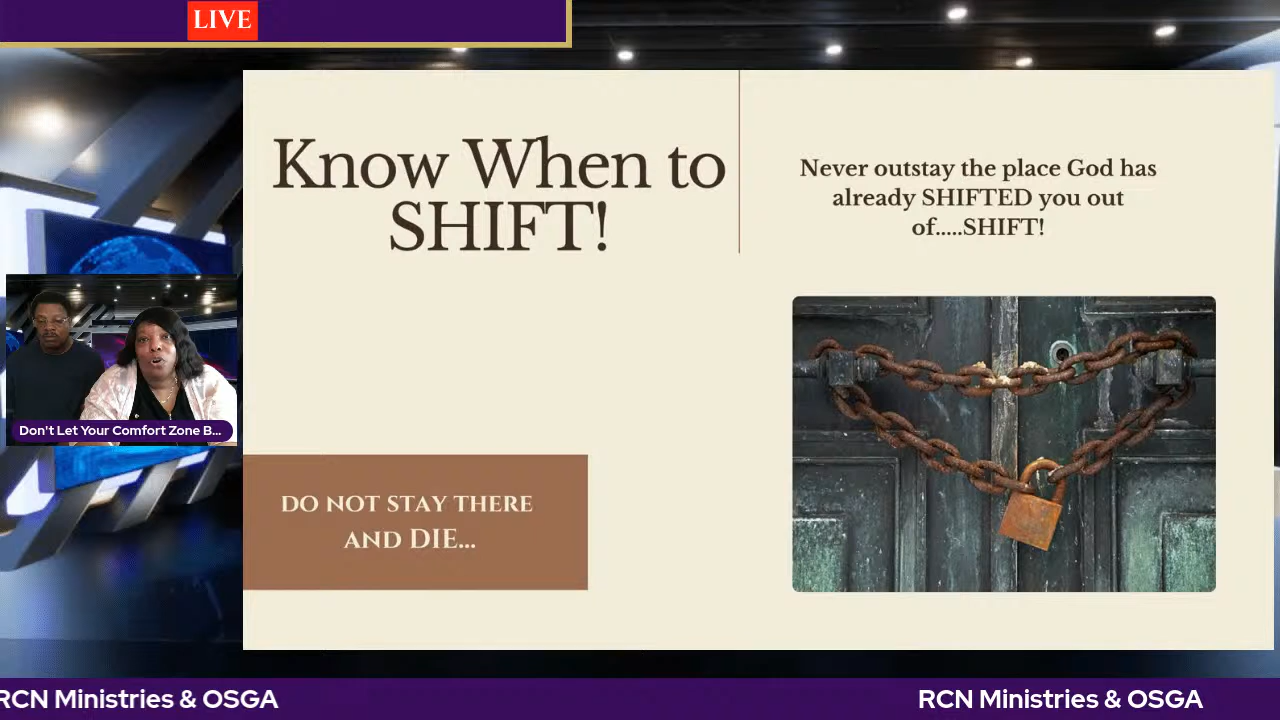 LIVE
Know When to
SHIFT!
Never outstay the place God has
already SHIFTED you out
of.....SHIFT!
Don't Let Your Comfort Zone B...
DO NOT STAY THERE
AND DIE...
RCN Ministries & OSGA
RCN Ministries & OSGA